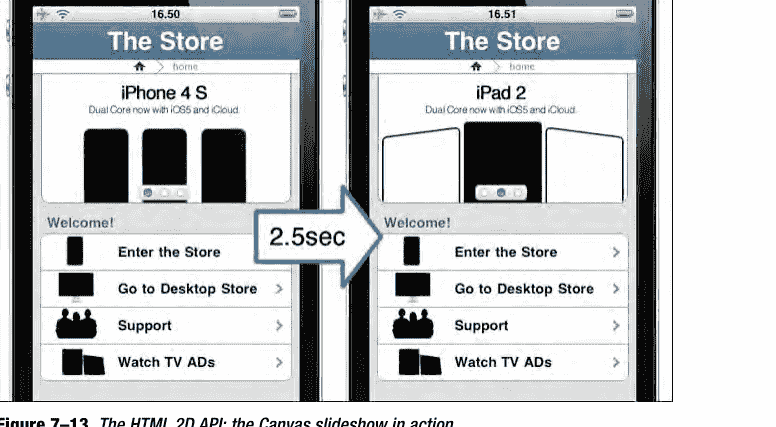 16.50
The Store
home
iPhone 4 S
Dual Core now with iOS5 and iCloud.
Welcome!
Enter the Store
Go to Desktop Store
Support
Watch TV ADs
2.5sec
16.51
The Store
home
iPad 2
Dual Core now with iOS5 and iCloud.
Welcome!
Enter the Store
Go to Desktop Store
Support
Watch TV ADs
Figure 7–13. The HTML 2D API: the Canvas slideshow in action